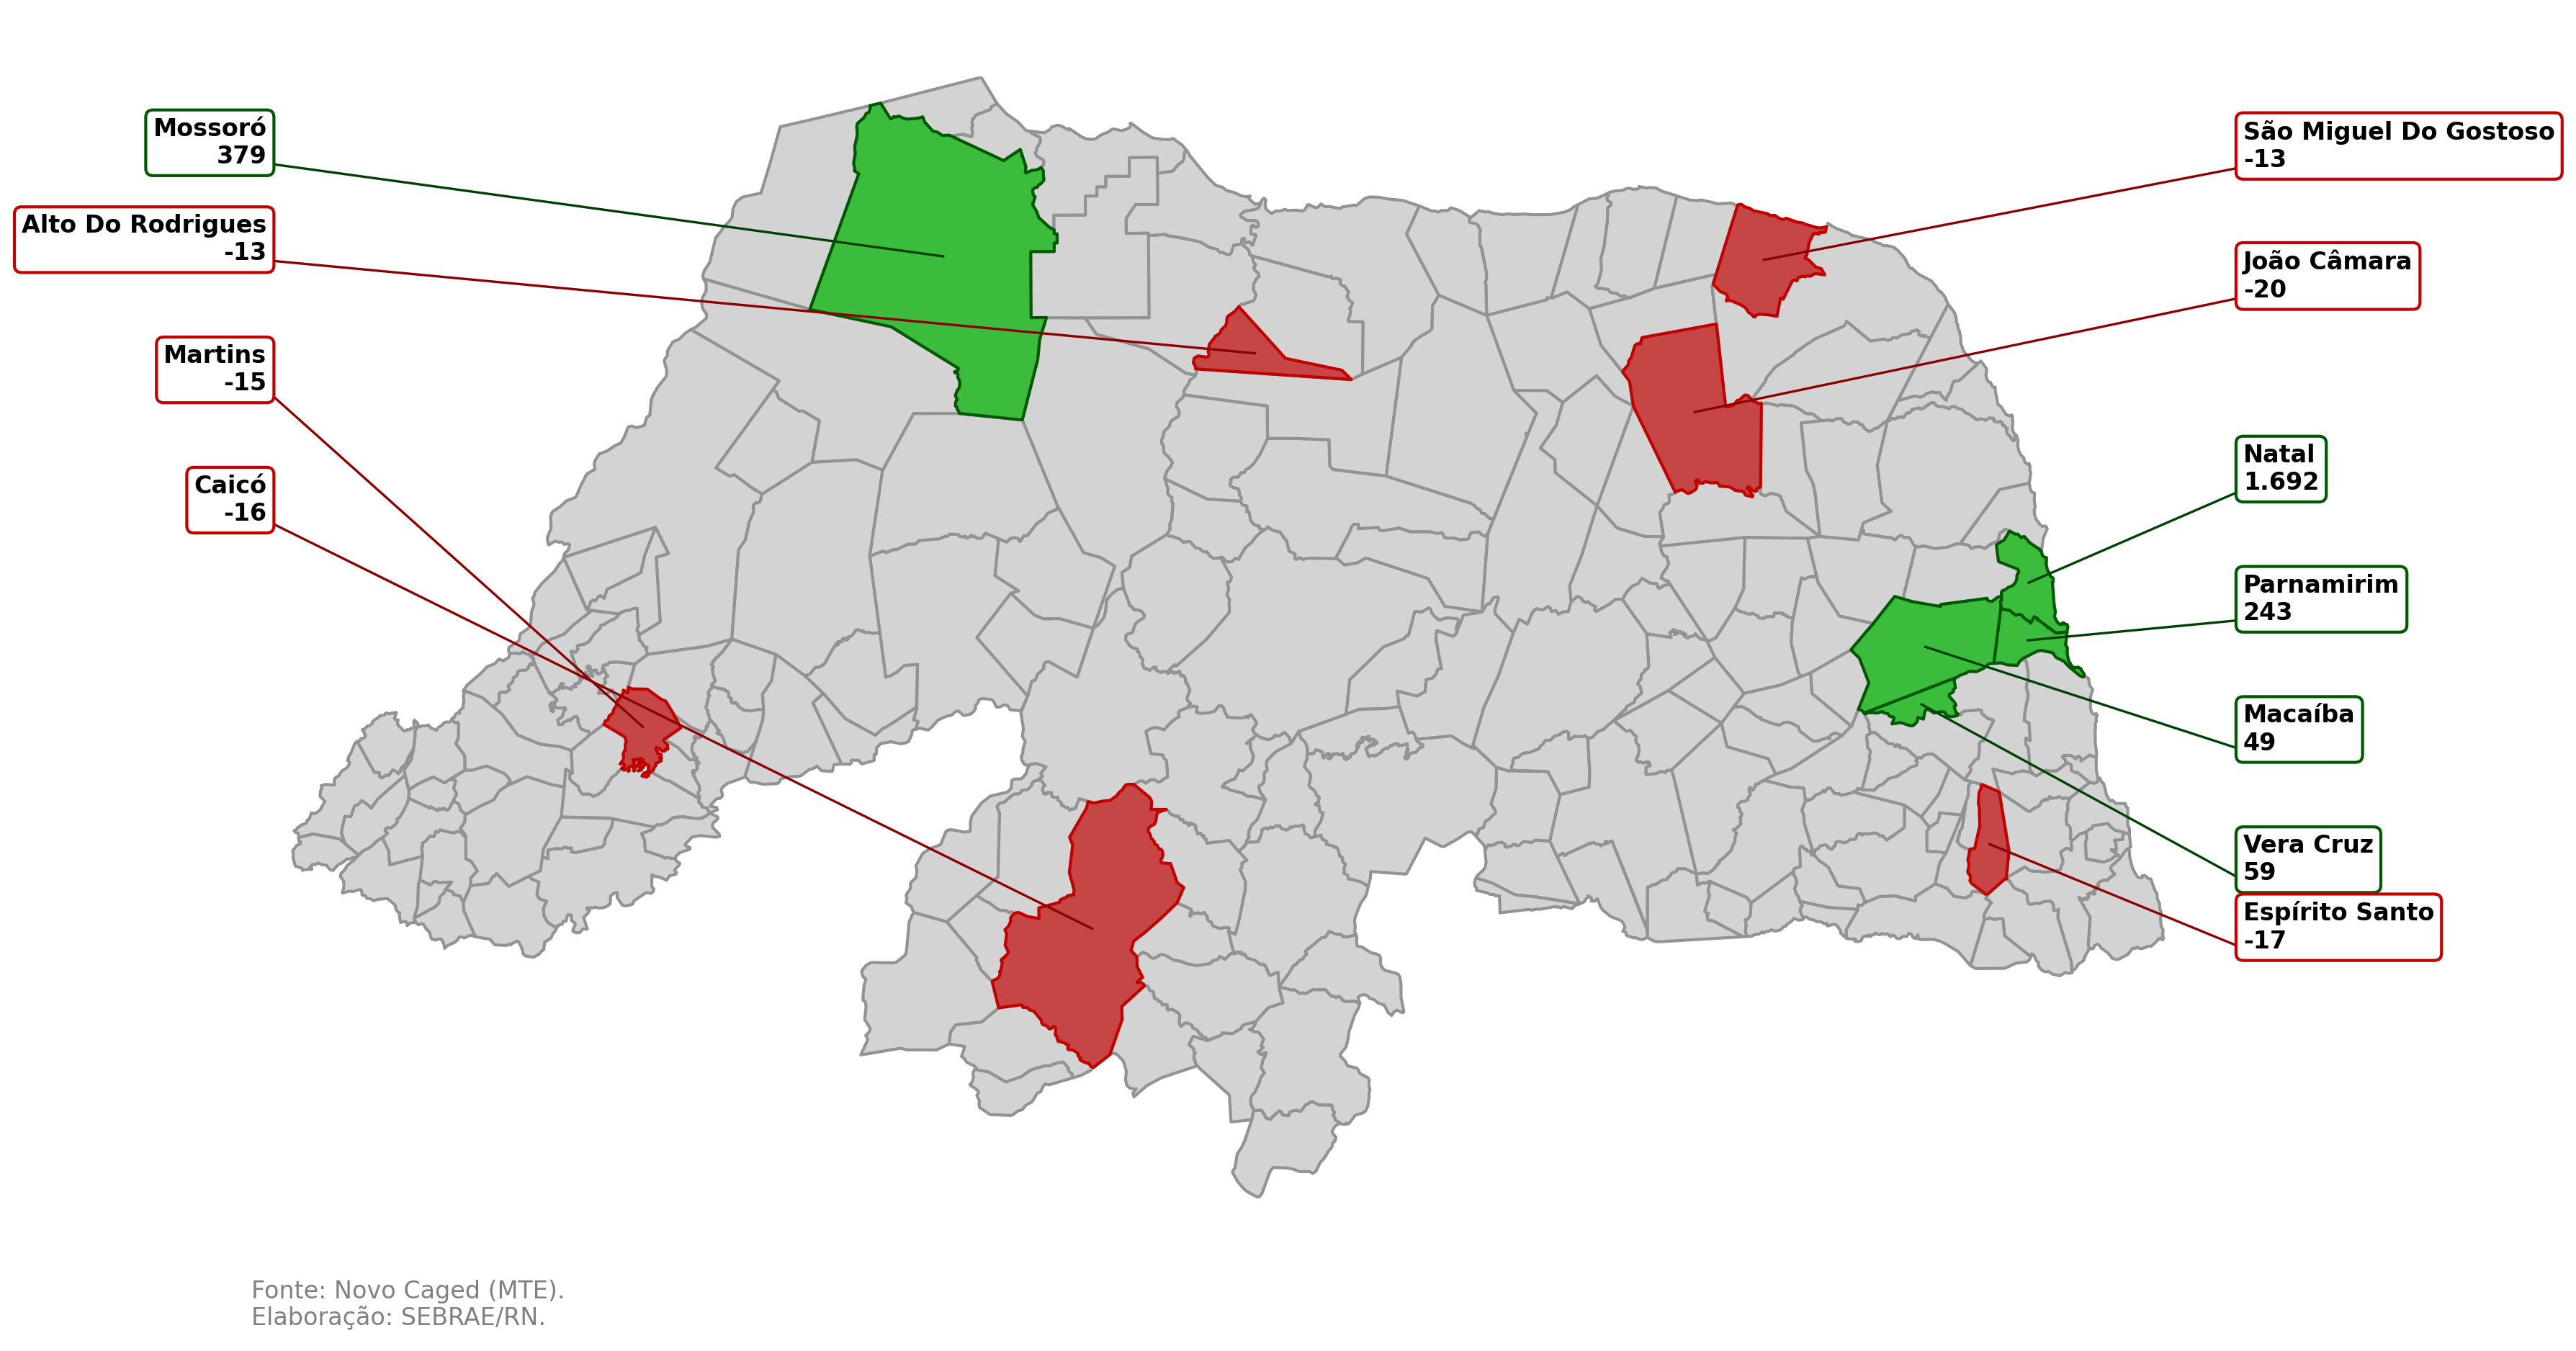 Mossoró
379
Alto Do Rodrigues
-13
Martins
-15
Caicó
-16
São Miguel Do Gostoso
-13
João Câmara
-20
Natal
1.692
Parnamirim
243
Macaíba
49
Vera Cruz
59
Espírito Santo
-17
Fonte: Novo Caged (MTE).
Elaboração: SEBRAE/RN.